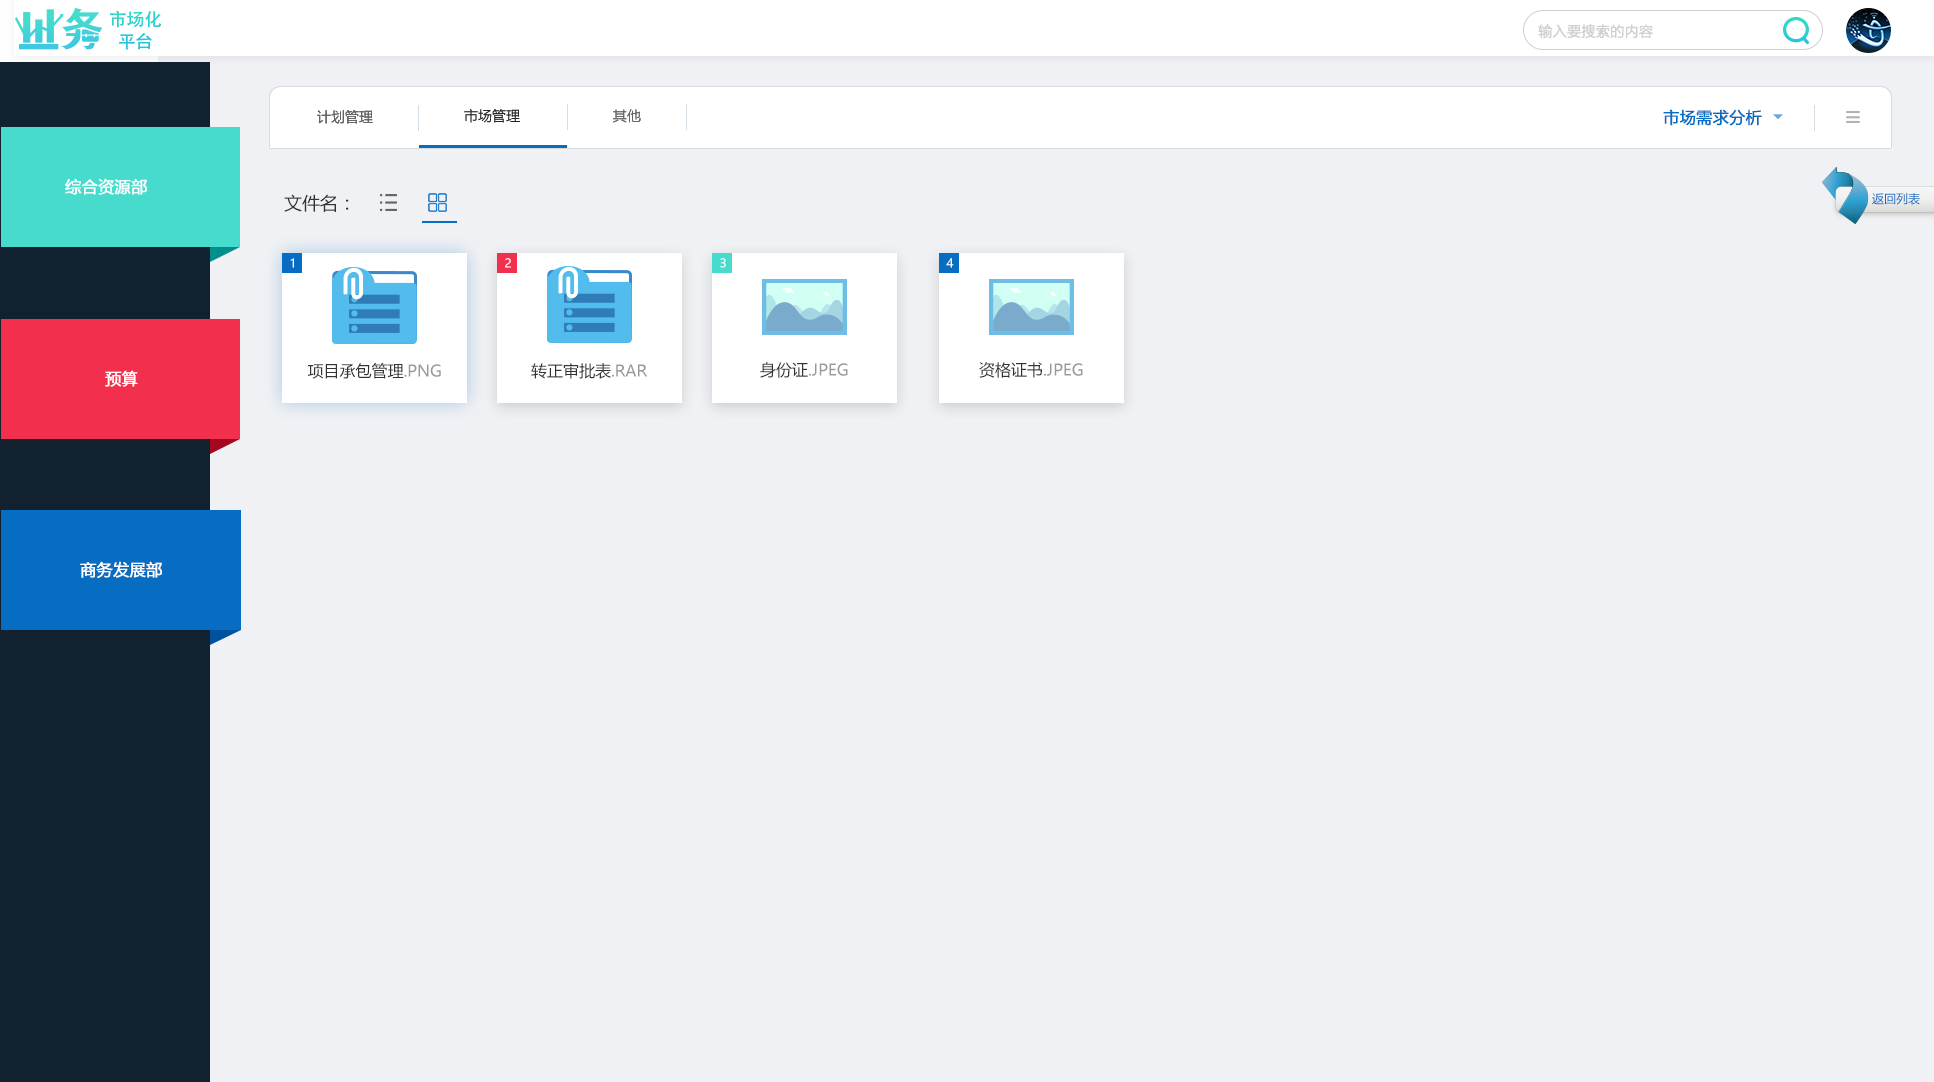 业务 市场化
平台
输入要搜索的内容
计划管理
市场管理
其他
市场需求分析
综合资源部
预算
商务发展部
文件名：
返回列表
1
项目承包管理.PNG
2
转正审批表.RAR
3
身份证.JPEG
4
资格证书.JPEG